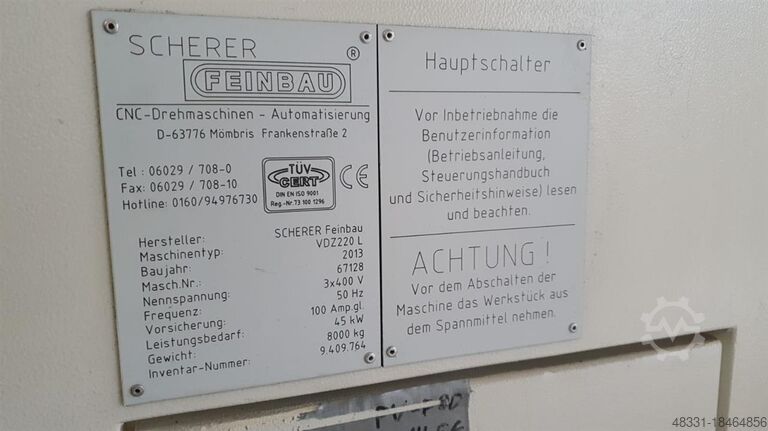 SCHERER
FEINBAU ®
CNC-Drehmaschinen - Automatisierung
D-63776 Mömbris Frankenstraße 2
Tel : 06029 / 708-0
Fax: 06029 / 708-10
Hotline: 0160/94976730
TÜV
CERT
DIN EN ISO 9001
Reg.-Nr.73 100 1296
CE
Hersteller: SCHERER Feinbau
Maschinentyp: VDZ220 L
Baujahr: 2013
Masch.Nr.: 67128
Nennspannung: 3x400 V
Frequenz: 50 Hz
Vorsicherung: 100 Amp.gl
Leistungsbedarf: 45 kW
Gewicht: 8000 kg
Inventar-Nummer: 9.409.764
Hauptschalter
Vor Inbetriebnahme die
Benutzerinformation
(Betriebsanleitung,
Steuerungshandbuch
und Sicherheitshinweise) lesen
und beachten.
ACHTUNG !
Vor dem Abschalten der
Maschine das Werkstück aus
dem Spannmittel nehmen.
48331-18464856